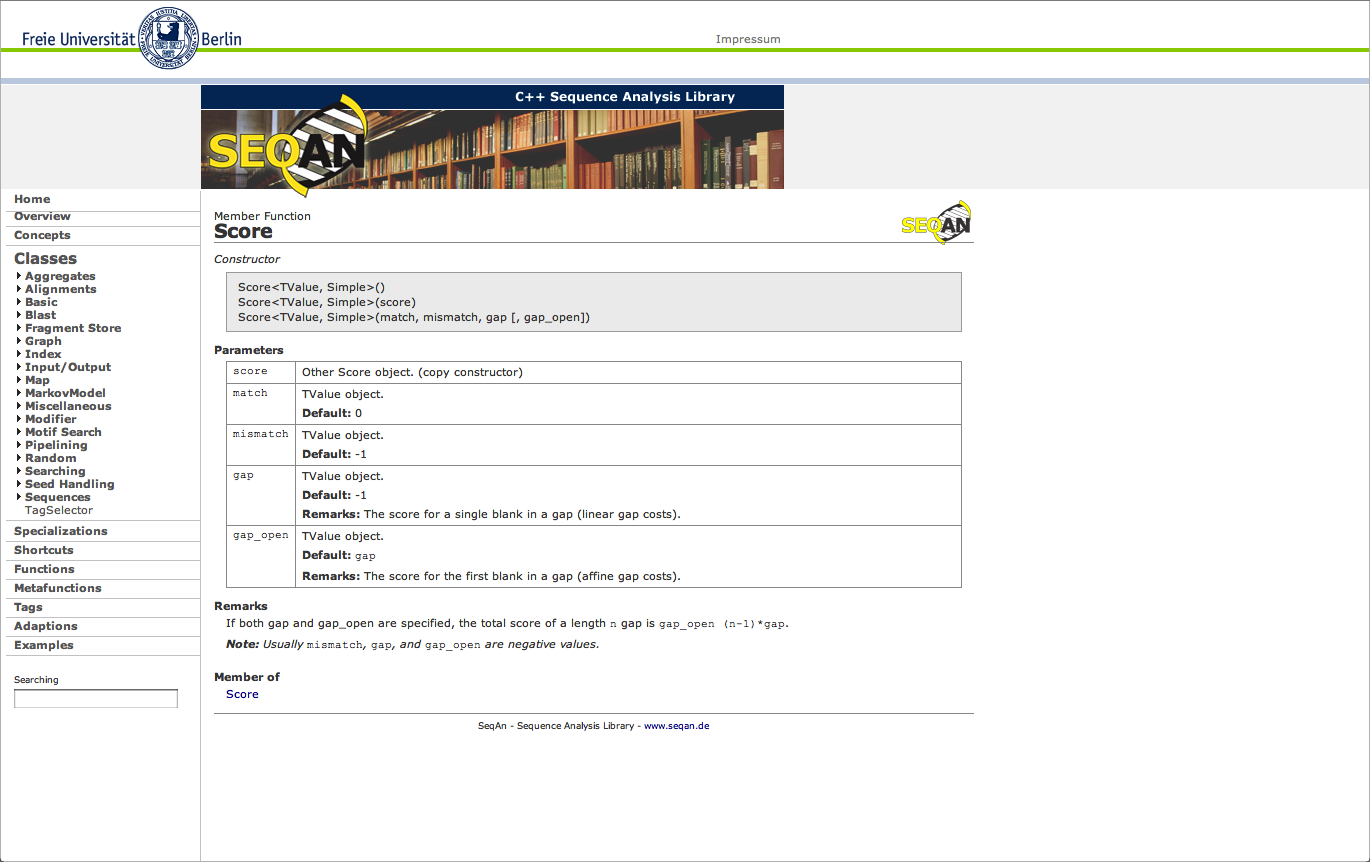 Freie Universität Berlin
Impressum
C++ Sequence Analysis Library
SEQAN
Home
Overview
Concepts
Classes
Aggregates
Alignments
Basic
Blast
Fragment Store
Graph
Index
Input/Output
Map
MarkovModel
Miscellaneous
Modifier
Motif Search
Pipelining
Random
Searching
Seed Handling
Sequences
TagSelector
Specializations
Shortcuts
Functions
Metafunctions
Tags
Adaptions
Examples
Searching
Member Function
Score
SEQAN
Constructor
Score<TValue, Simple>()
Score<TValue, Simple>(score)
Score<TValue, Simple>(match, mismatch, gap [, gap_open])
Parameters
score Other Score object. (copy constructor)
match TValue object.
Default: 0
mismatch TValue object.
Default: -1
gap TValue object.
Default: -1
Remarks: The score for a single blank in a gap (linear gap costs).
gap_open TValue object.
Default: gap
Remarks: The score for the first blank in a gap (affine gap costs).
Remarks
If both gap and gap_open are specified, the total score of a length n gap is gap_open (n-1)*gap.
Note: Usually mismatch, gap, and gap_open are negative values.
Member of
Score
SeqAn - Sequence Analysis Library - www.seqan.de